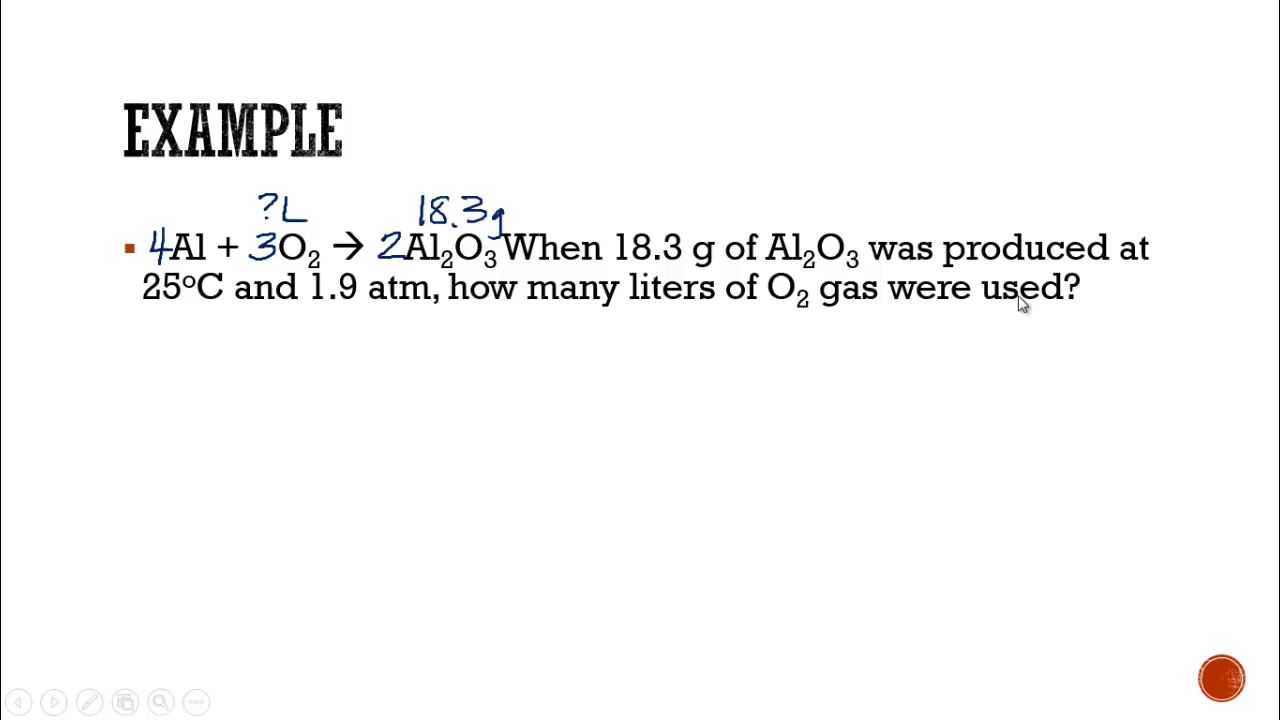 EXAMPLE
?L 18.3g
▪ 4Al + 3O₂ → 2Al₂O₃ When 18.3 g of Al₂O₃ was produced at
25°C and 1.9 atm, how many liters of O₂ gas were used?